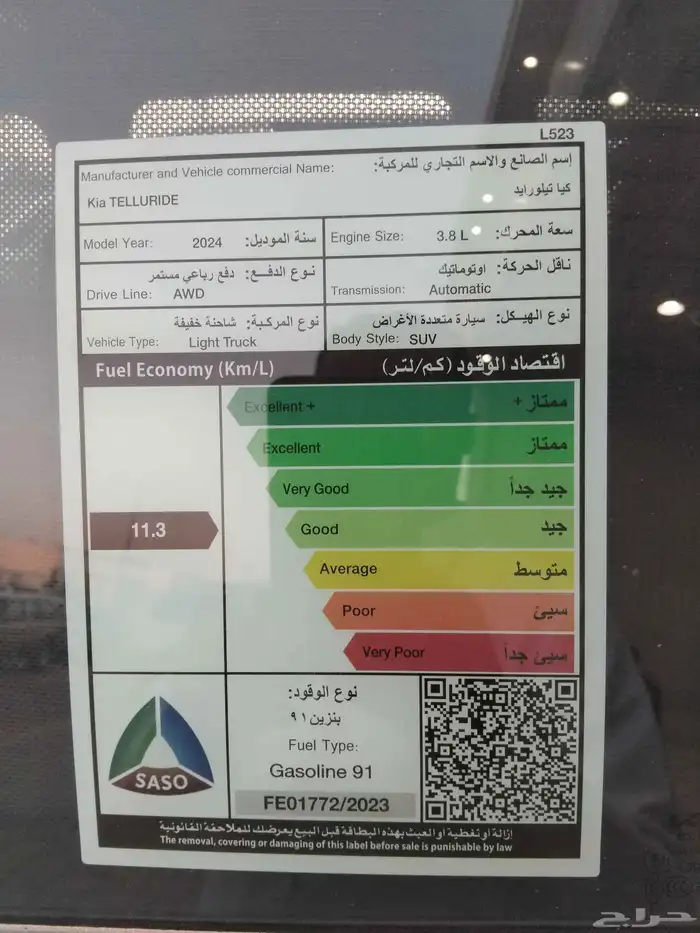 L523
Manufacturer and Vehicle commercial Name: إسم الصانع والاسم التجاري للمركبة:
Kia TELLURIDE كيا تيلورايد
Model Year: 2024 سنة الموديل:
Engine Size: 3.8 L سعة المحرك:
نوع الدفع: دفع رباعي مستمر
Drive Line: AWD
ناقل الحركة: اوتوماتيك
Transmission: Automatic
نوع المركبة: شاحنة خفيفة
Vehicle Type: Light Truck
نوع الهيكل: سيارة متعددة الأغراض
Body Style: SUV
Fuel Economy (Km/L) اقتصاد الوقود (كم/لتر)
Excellent + ممتاز +
Excellent ممتاز
Very Good جيد جداً
11.3
Good جيد
Average متوسط
Poor سيئ
Very Poor سيئ جداً
SASO
نوع الوقود:
بنزين ٩١
Fuel Type:
Gasoline 91
FE01772/2023
إزالة أو تغطية أو العبث بهذه البطاقة قبل البيع يعرضك للملاحقة القانونية
The removal, covering or damaging of this label before sale is punishable by law
حراج